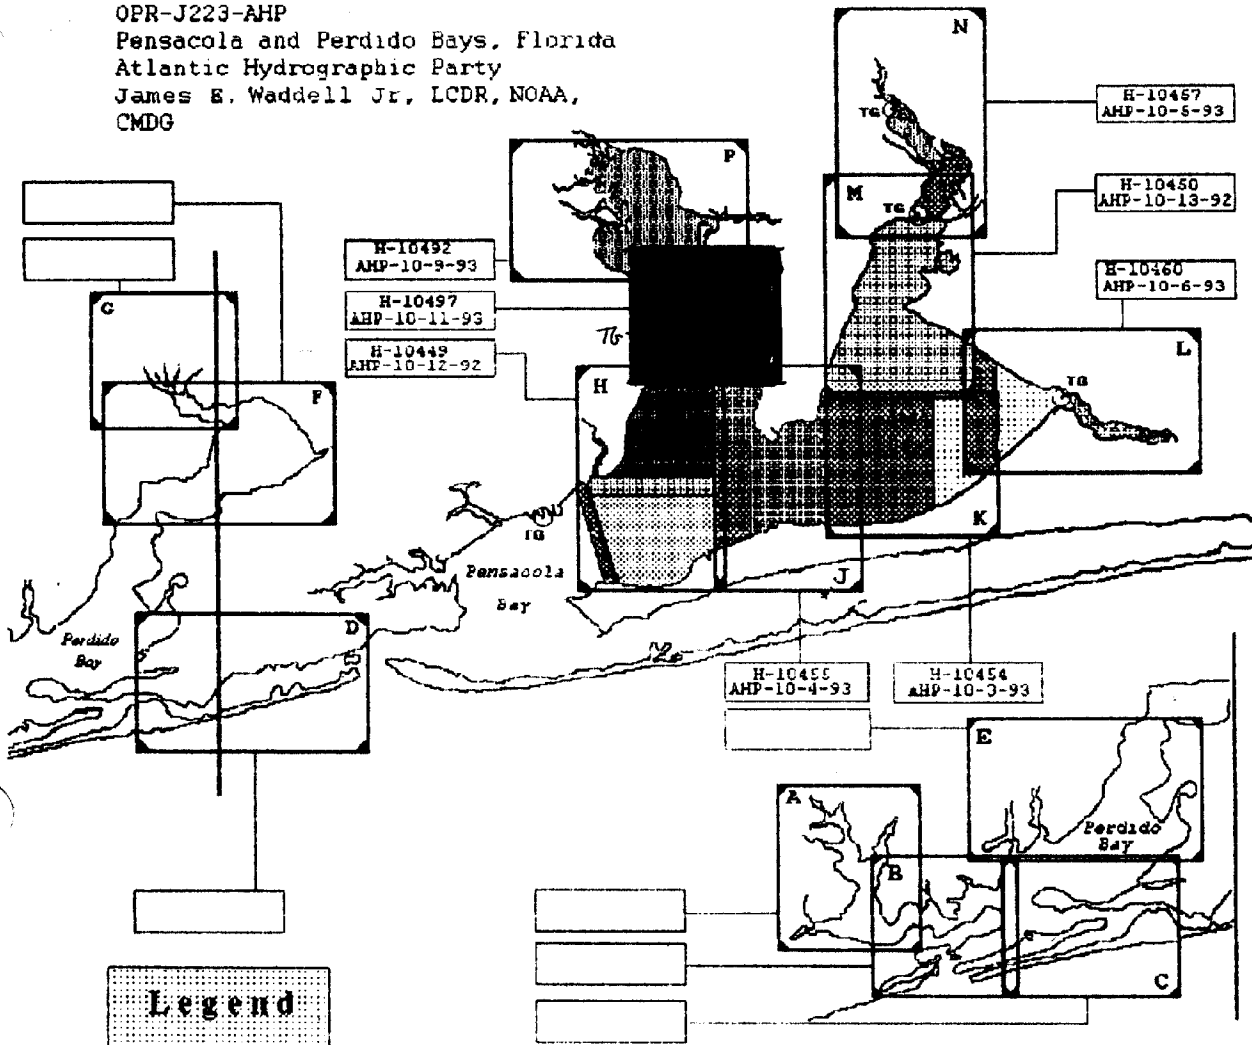 OPR-J223-AHP
Pensacola and Perdido Bays, Florida
Atlantic Hydrographic Party
James E. Waddell Jr, LCDR, NOAA,
CMDG
N
H-10467
AHP-10-5-93
TG
P
M
TG
H-10450
AHP-10-13-92
H-10492
AHP-10-9-93
H-10460
AHP-10-6-93
G
H-10497
AHP-10-11-93
TG
H-10449
AHP-10-12-92
L
H
F
TG
TG
K
Pensacola
Bay
J
D
Perdido
Bay
H-10455
AHP-10-4-93
H-10454
AHP-10-3-93
E
A
Perdido
Bay
B
C
Legend